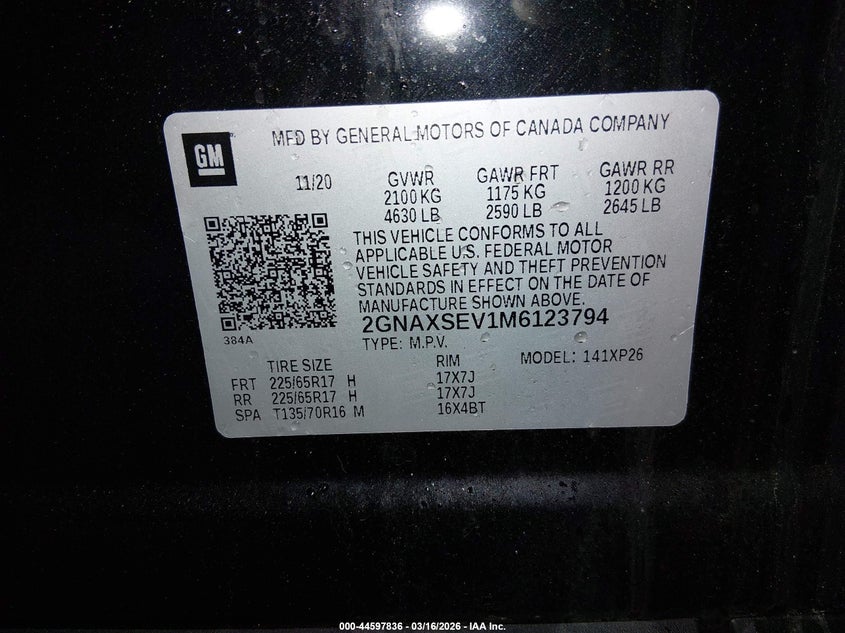 GM
MFD BY GENERAL MOTORS OF CANADA COMPANY
11/20 GVWR GAWR FRT GAWR RR
2100 KG 1175 KG 1200 KG
4630 LB 2590 LB 2645 LB
THIS VEHICLE CONFORMS TO ALL
APPLICABLE U.S. FEDERAL MOTOR
VEHICLE SAFETY AND THEFT PREVENTION
STANDARDS IN EFFECT ON THE DATE OF
MANUFACTURE SHOWN ABOVE.
2GNAXSEV1M6123794
384A
TYPE: M.P.V.
TIRE SIZE RIM MODEL: 141XP26
FRT 225/65R17 H 17X7J
RR 225/65R17 H 17X7J
SPA T135/70R16 M 16X4BT
000-44597836 - 03/16/2026 - IAA Inc.